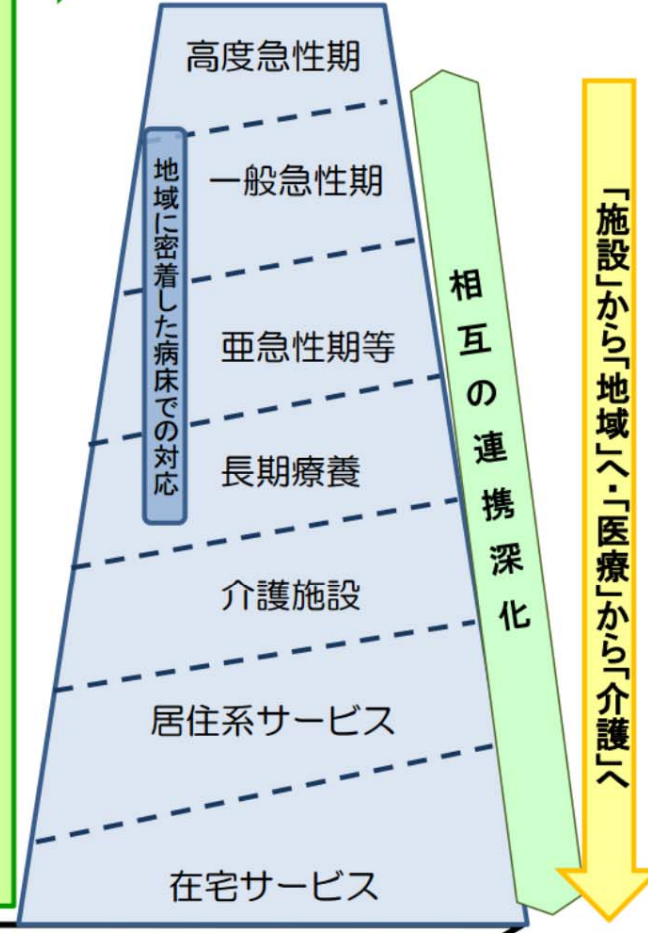 高度急性期
一般急性期
亜急性期等
長期療養
介護施設
居住系サービス
在宅サービス
地域に密着した病床での対応
相互の連携深化
「施設」から「地域」へ・「医療」から「介護」へ